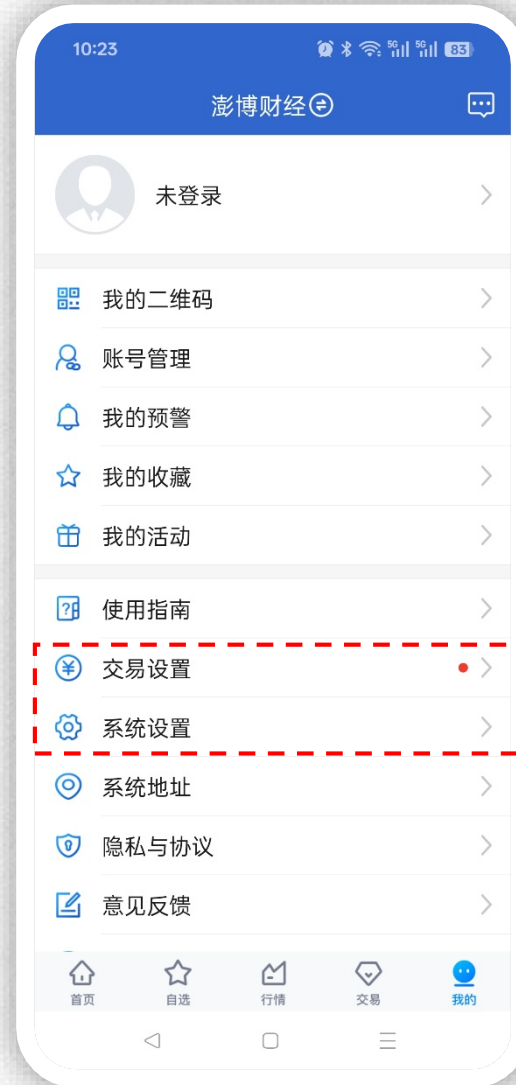 10:23
5G 5G 83
澎博财经
未登录
我的二维码
账号管理
我的预警
我的收藏
我的活动
使用指南
交易设置
系统设置
系统地址
隐私与协议
意见反馈
首页 自选 行情 交易 我的